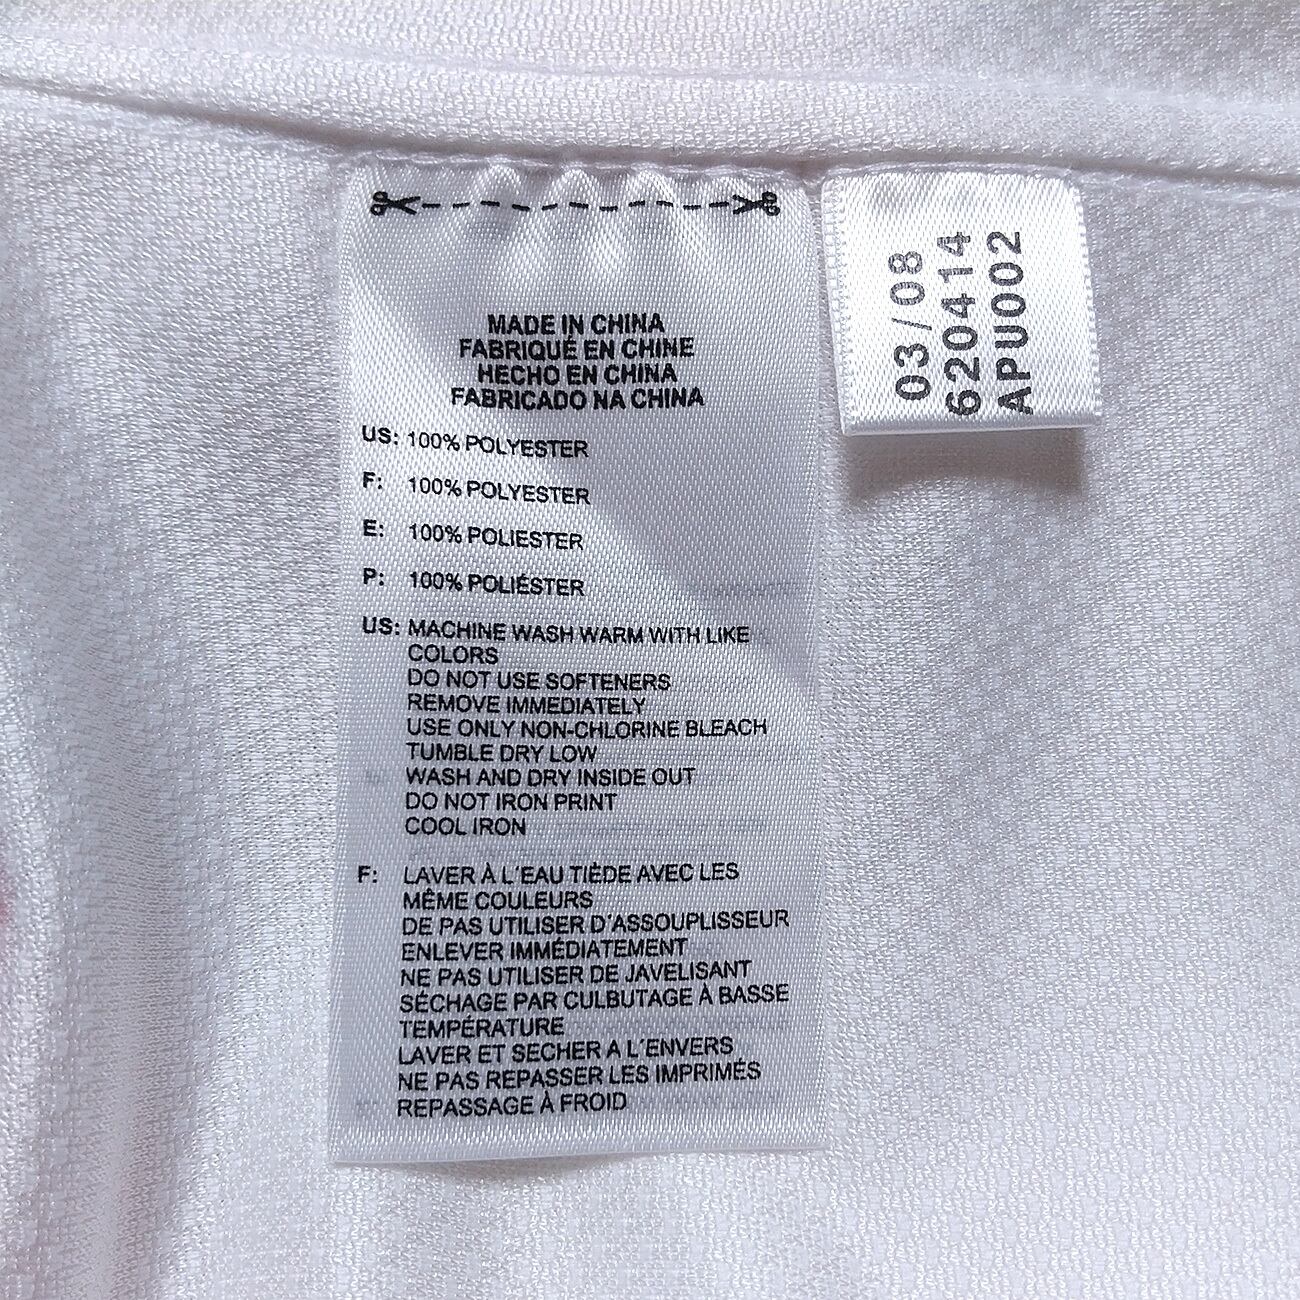 MADE IN CHINA
FABRIQUÉ EN CHINE
HECHO EN CHINA
FABRICADO NA CHINA
US: 100% POLYESTER
F: 100% POLYESTER
E: 100% POLIESTER
P: 100% POLIÉSTER
US: MACHINE WASH WARM WITH LIKE
COLORS
DO NOT USE SOFTENERS
REMOVE IMMEDIATELY
USE ONLY NON-CHLORINE BLEACH
TUMBLE DRY LOW
WASH AND DRY INSIDE OUT
DO NOT IRON PRINT
COOL IRON
F: LAVER À L'EAU TIÈDE AVEC LES
MÊME COULEURS
DE PAS UTILISER D'ASSOUPLISSEUR
ENLEVER IMMÉDIATEMENT
NE PAS UTILISER DE JAVELISANT
SÉCHAGE PAR CULBUTAGE À BASSE
TEMPÉRATURE
LAVER ET SECHER A L'ENVERS
NE PAS REPASSER LES IMPRIMÉS
REPASSAGE À FROID
03/08
620414
APU002